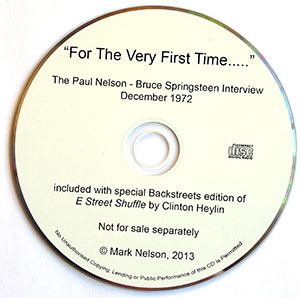 “For The Very First Time.....”
The Paul Nelson - Bruce Springsteen Interview
December 1972
COMPACT
disc
included with special Backstreets edition of
E Street Shuffle by Clinton Heylin
Not for sale separately
© Mark Nelson, 2013
No Unauthorised Copying, Lending or Public Performance of this CD is Permitted